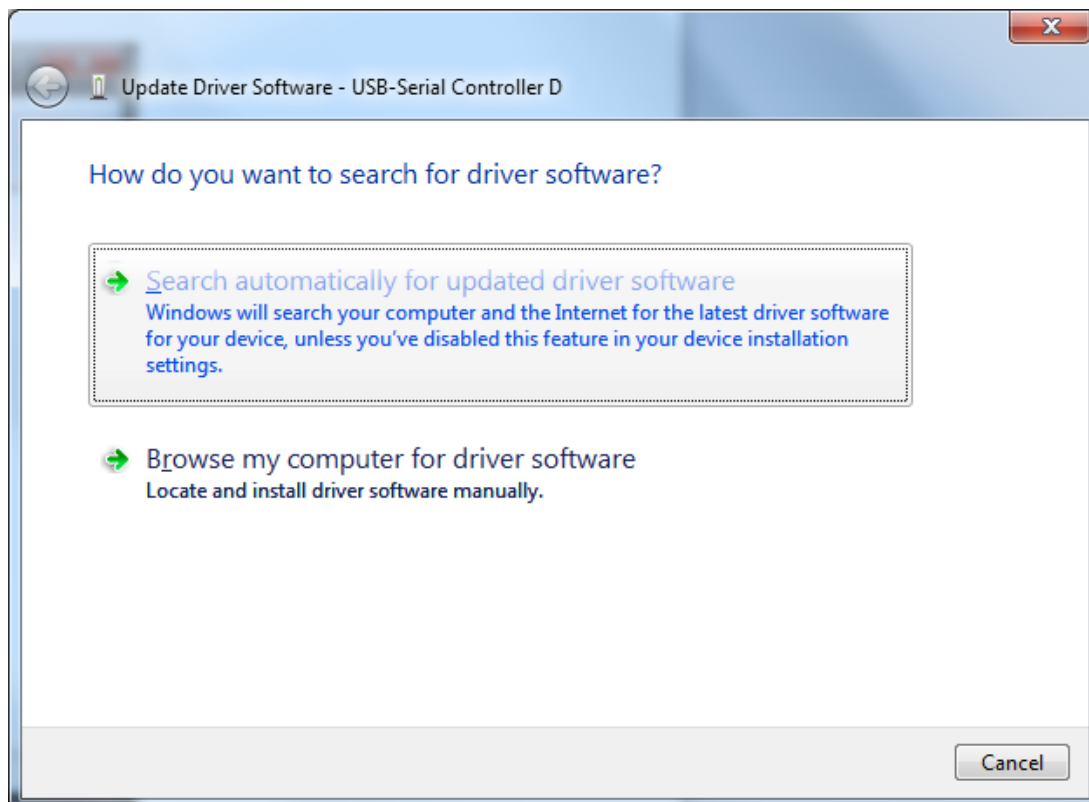 Update Driver Software - USB-Serial Controller D
How do you want to search for driver software?
Search automatically for updated driver software
Windows will search your computer and the Internet for the latest driver software
for your device, unless you've disabled this feature in your device installation
settings.
Browse my computer for driver software
Locate and install driver software manually.
Cancel